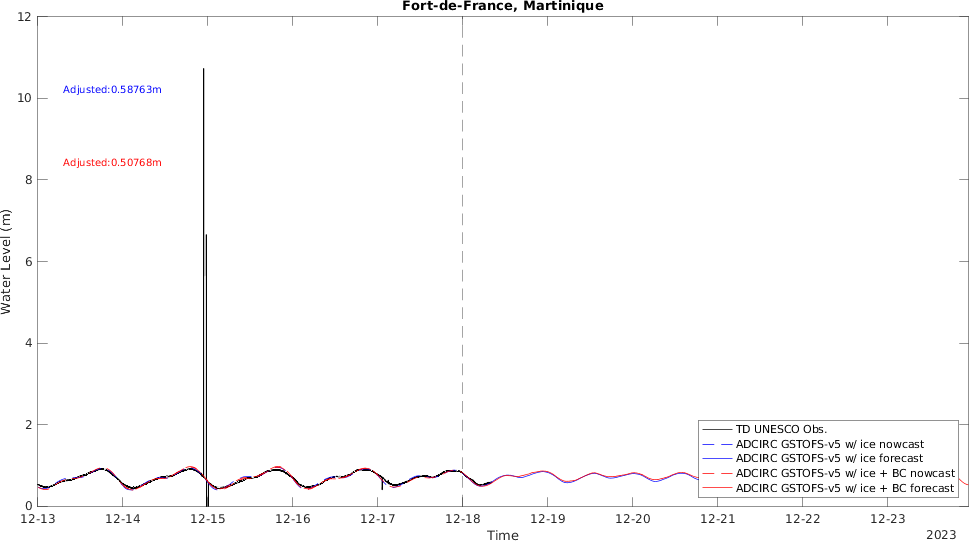 Fort-de-France, Martinique
12
10
8
6
4
2
0
Water Level (m)
Adjusted:0.58763m
Adjusted:0.50768m
TD UNESCO Obs.
ADCIRC GSTOFS-v5 w/ ice nowcast
ADCIRC GSTOFS-v5 w/ ice forecast
ADCIRC GSTOFS-v5 w/ ice + BC nowcast
ADCIRC GSTOFS-v5 w/ ice + BC forecast
12-13 12-14 12-15 12-16 12-17 12-18 12-19 12-20 12-21 12-22 12-23
Time
2023